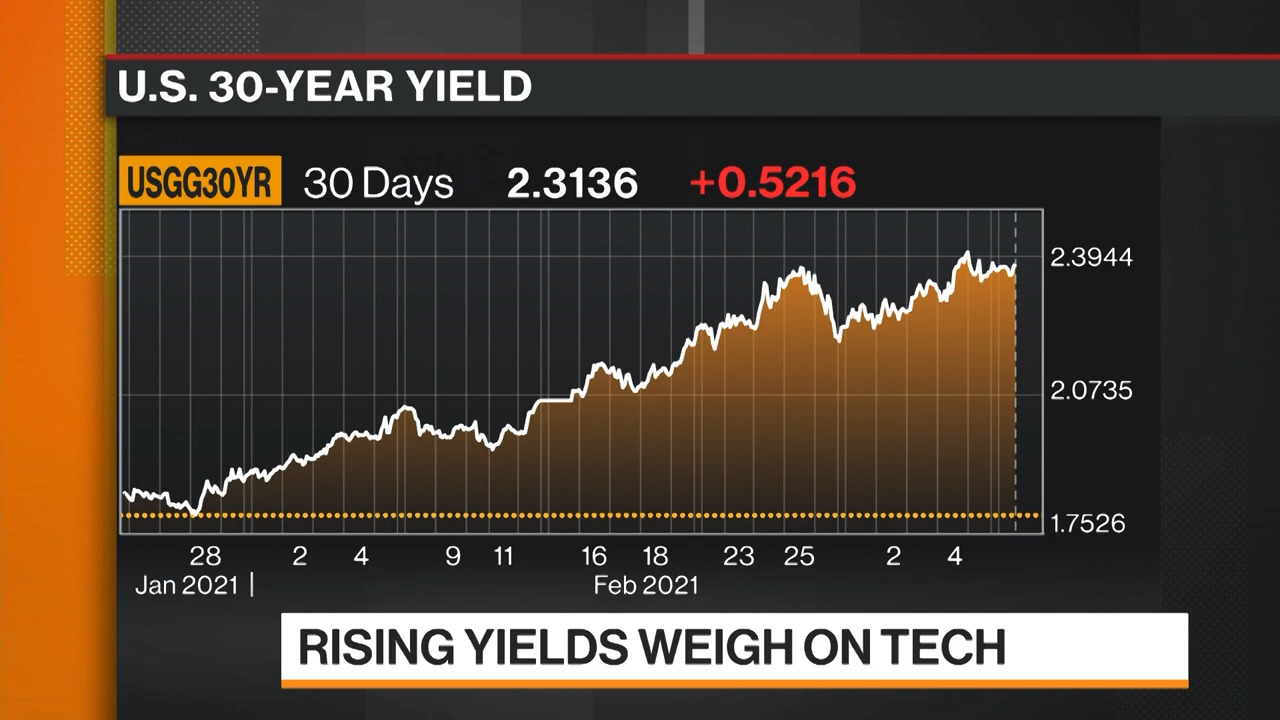 U.S. 30-YEAR YIELD
USGG30YR 30 Days 2.3136 +0.5216
2.3944
2.0735
1.7526
28 2 4 9 11 16 18 23 25 2 4
Jan 2021 | Feb 2021
RISING YIELDS WEIGH ON TECH